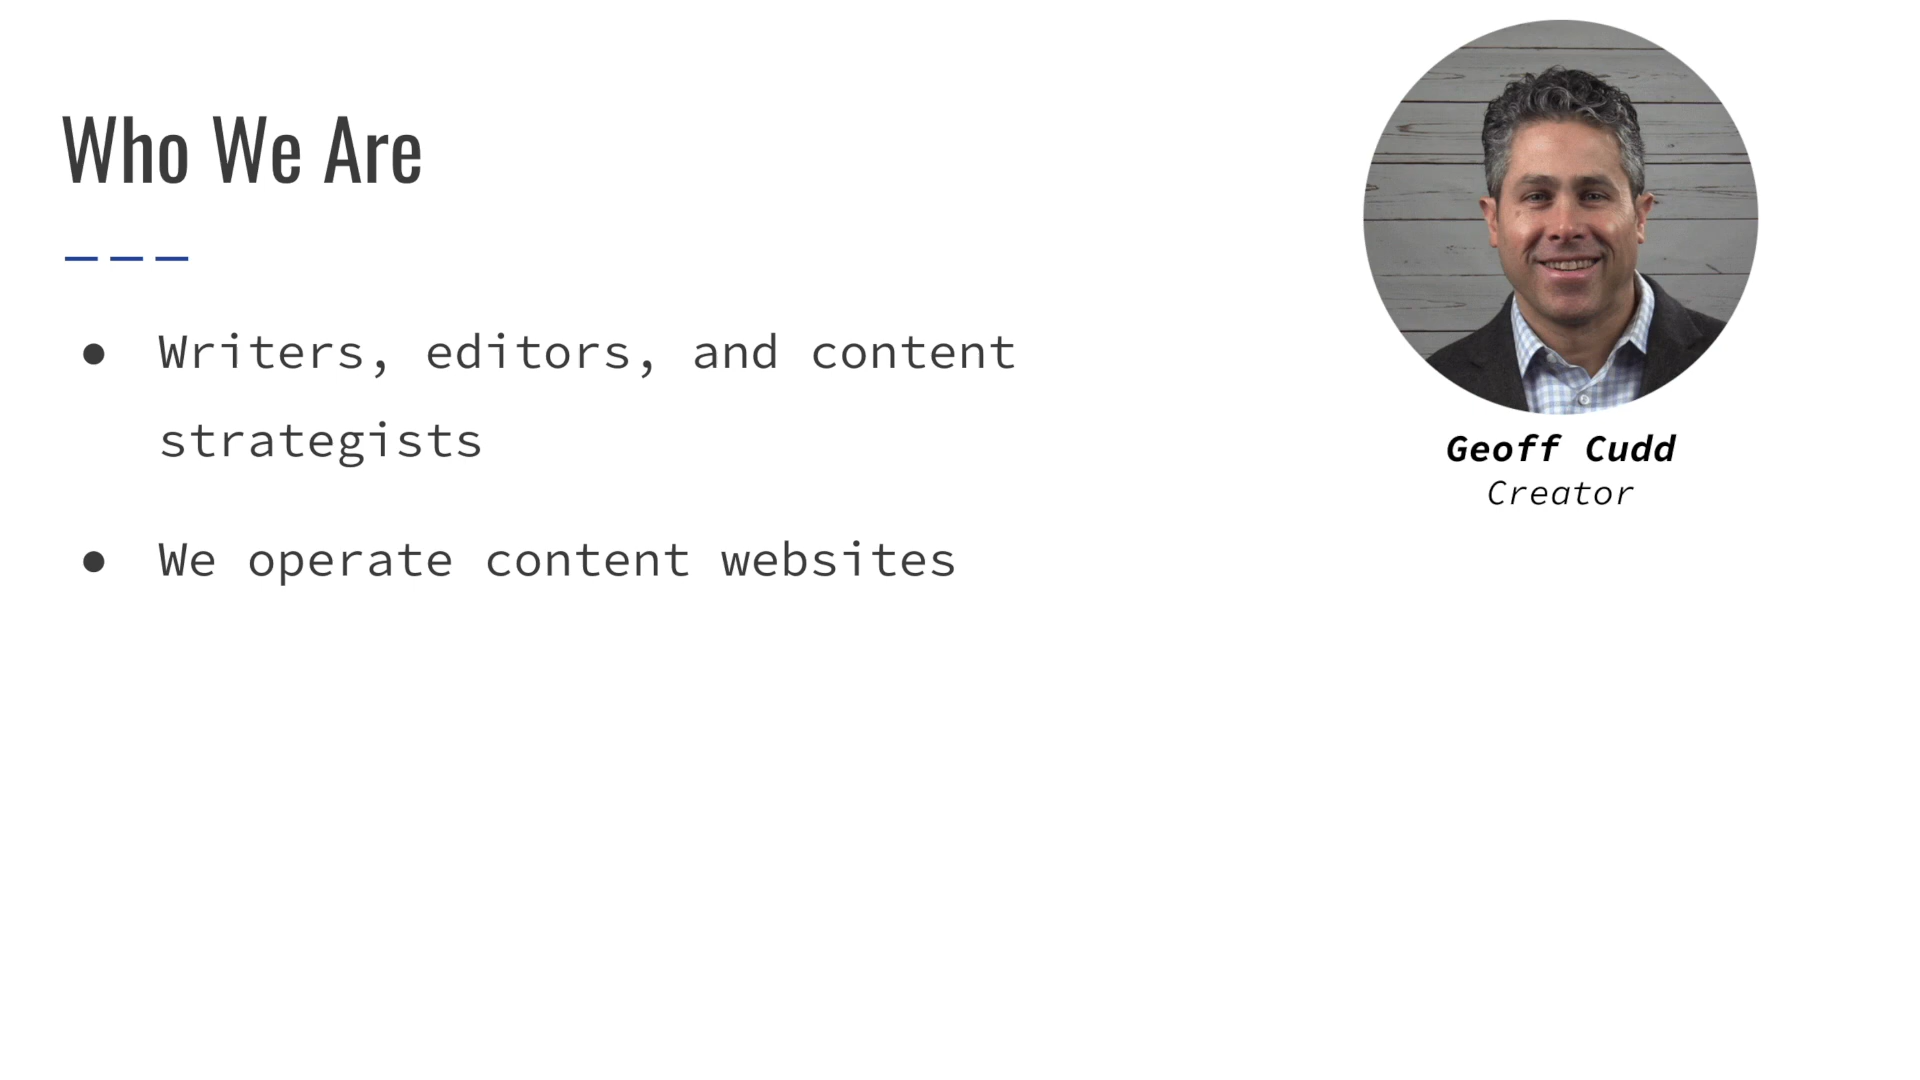 Who We Are
● Writers, editors, and content
strategists
● We operate content websites
Geoff Cudd
Creator